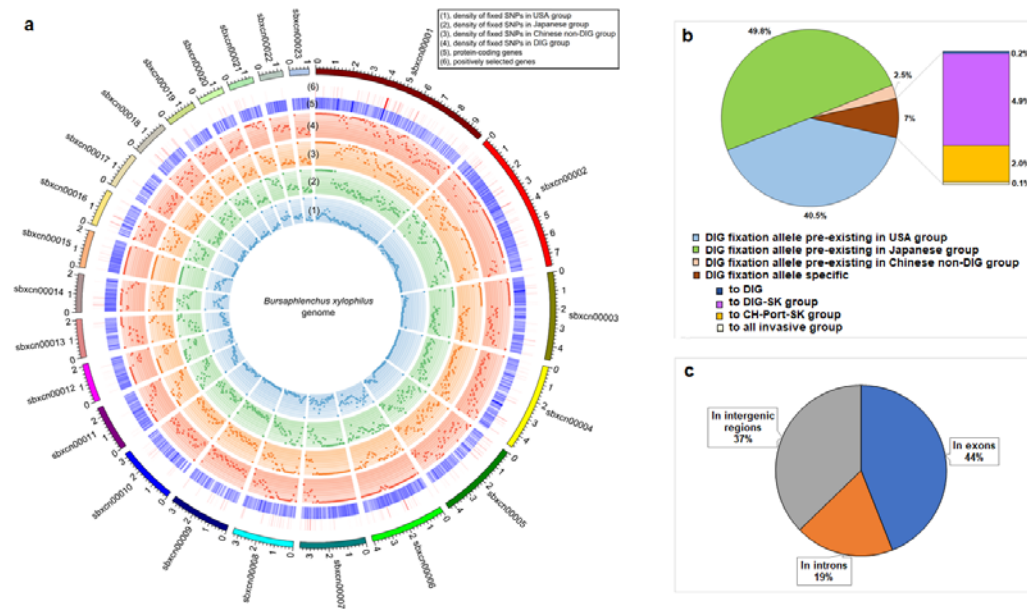 a
(1), density of fixed SNPs in USA group
(2), density of fixed SNPs in Japanese group
(3), density of fixed SNPs in Chinese non-DIG group
(4), density of fixed SNPs in DIG group
(5), protein-coding genes
(6), positively selected genes
sbxcn00001
sbxcn00002
sbxcn00003
sbxcn00004
sbxcn00005
sbxcn00006
sbxcn00007
sbxcn00008
sbxcn00009
sbxcn00010
sbxcn00011
sbxcn00012
sbxcn00013
sbxcn00014
sbxcn00015
sbxcn00016
sbxcn00017
sbxcn00018
sbxcn00019
sbxcn00020
sbxcn00021
sbxcn00022
sbxcn00023
(6)
(5)
(4)
(3)
(2)
(1)
Bursaphlenchus xylophilus
genome
b
49.8%
2.5%
7%
40.5%
0.2%
4.9%
2.0%
0.1%
DIG fixation allele pre-existing in USA group
DIG fixation allele pre-existing in Japanese group
DIG fixation allele pre-existing in Chinese non-DIG group
DIG fixation allele specific
to DIG
to DIG-SK group
to CH-Port-SK group
to all invasive group
c
In intergenic
regions
37%
In exons
44%
In introns
19%